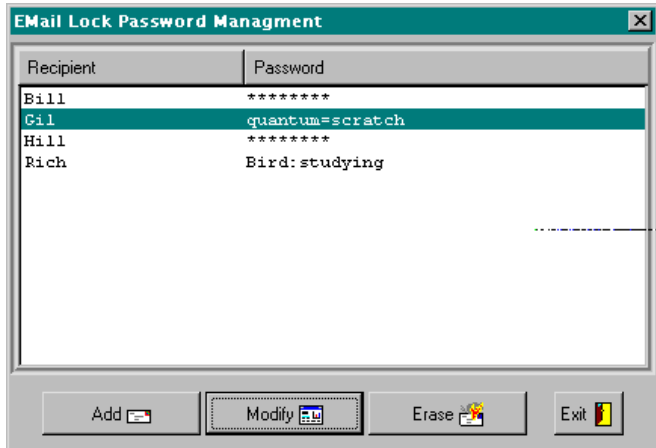 EMail Lock Password Managment
Recipient Password
Bill ********
Gil quantum=scratch
Hill ********
Rich Bird:studying
Add Modify Erase Exit